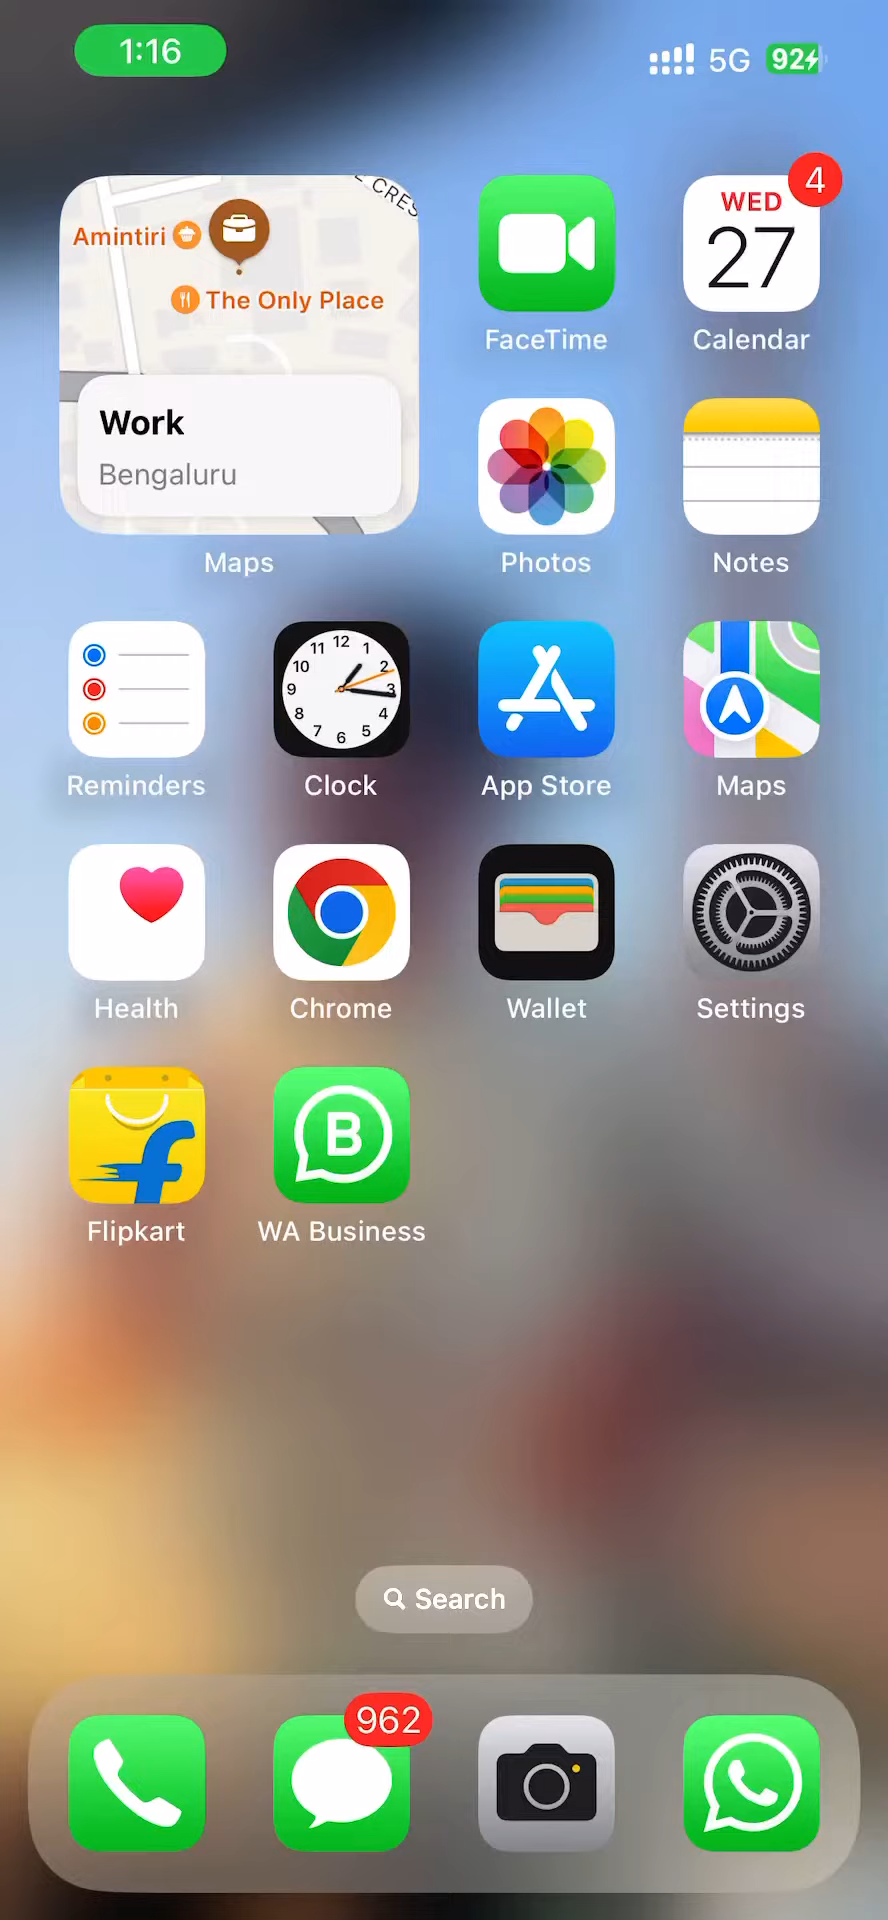 1:16
5G
92
E CRES
Amintiri
The Only Place
Work
Bengaluru
Maps
FaceTime
WED
27
4
Calendar
Photos
Notes
Reminders
12
1
2
3
4
5
6
7
8
9
10
11
Clock
App Store
Maps
Health
Chrome
Wallet
Settings
f
Flipkart
B
WA Business
Search
962